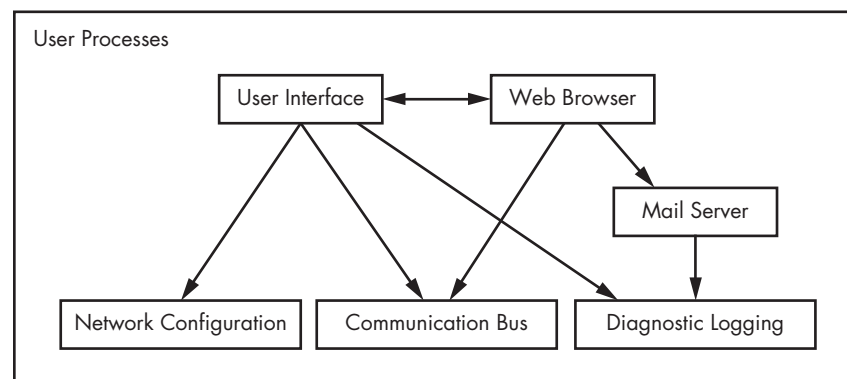 User Processes
User Interface
Web Browser
Mail Server
Network Configuration
Communication Bus
Diagnostic Logging